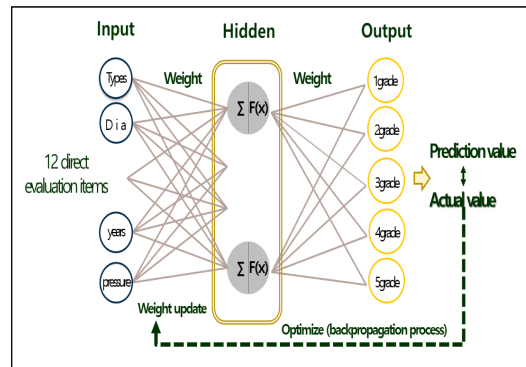 Input
Hidden
Output
Weight
Weight
Types
Dia
12 direct
evaluation items
years
pressure
∑ F(x)
∑ F(x)
1grade
2grade
3grade
4grade
5grade
Prediction value
Actual value
Weight update
Optimize (backpropagation process)